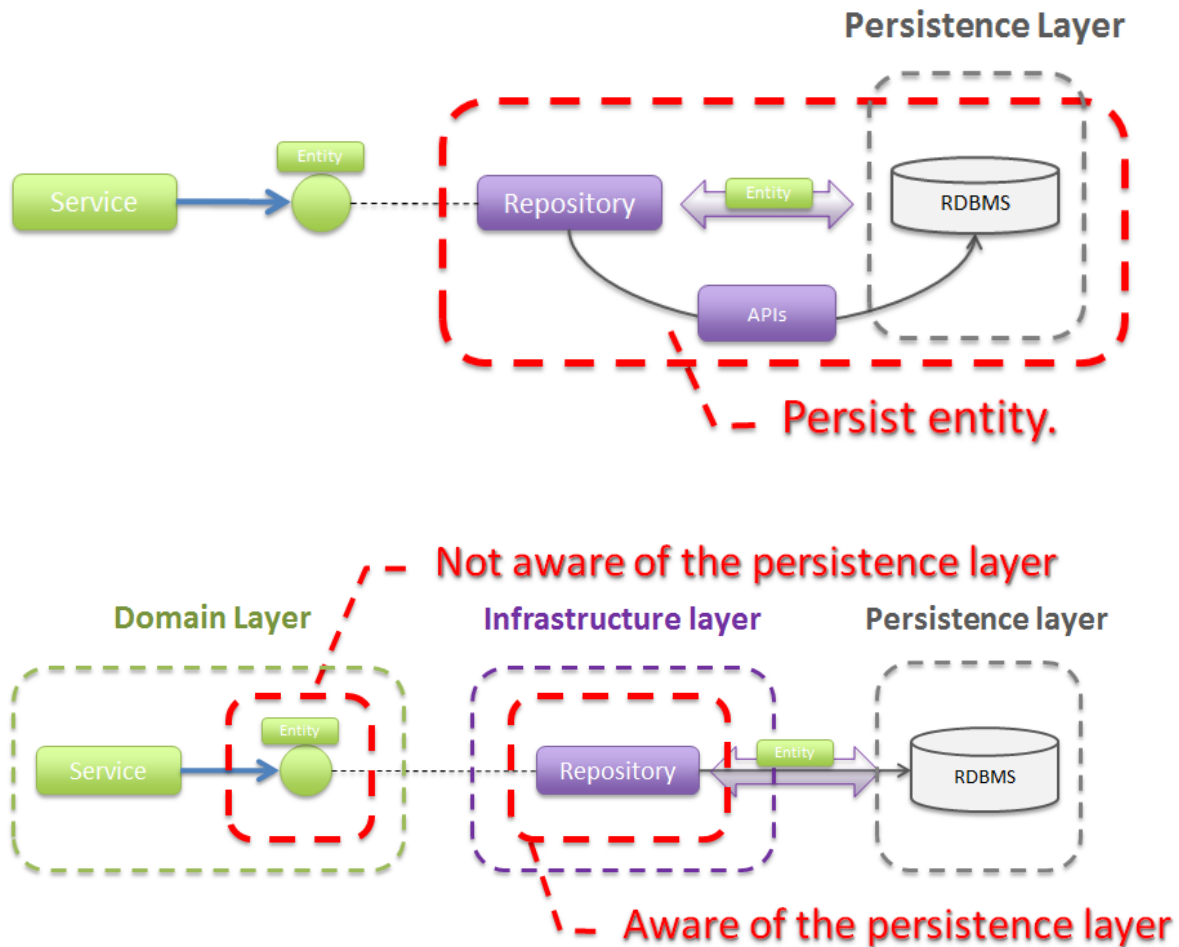 Persistence Layer
Entity
Service
Repository
Entity
RDBMS
APIs
Persist entity.
Not aware of the persistence layer
Domain Layer
Infrastructure layer
Persistence layer
Entity
Service
Repository
Entity
RDBMS
Aware of the persistence layer